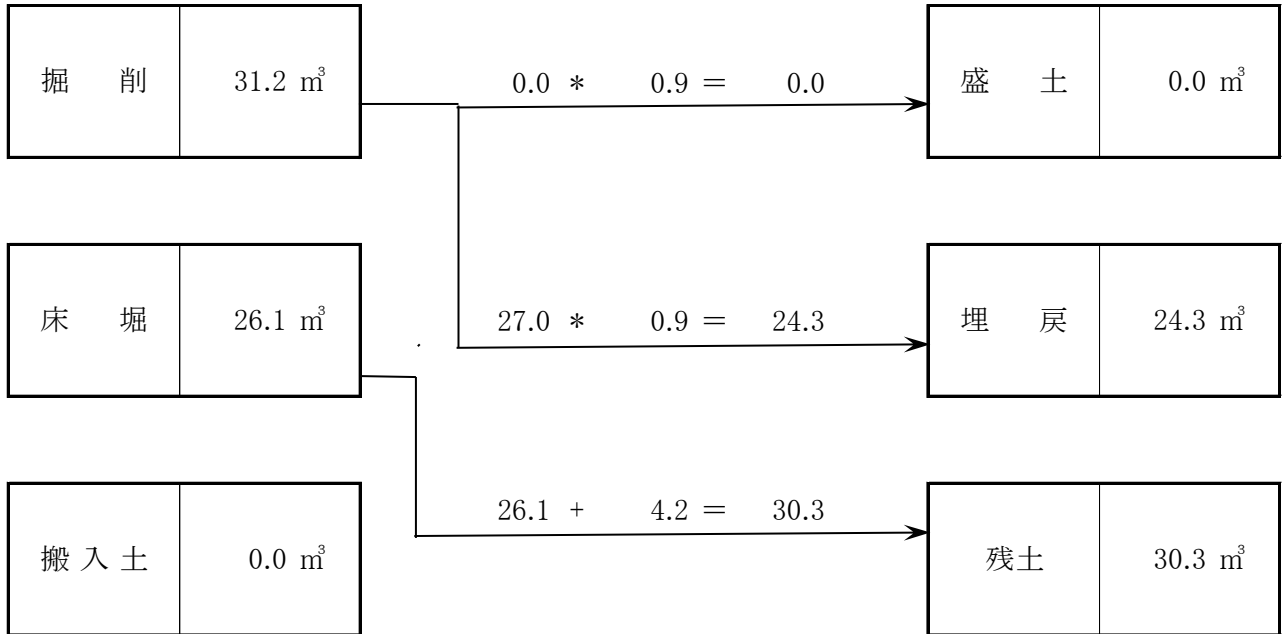 掘 削 31.2 ㎥ 0.0 * 0.9 = 0.0 盛 土 0.0 ㎥
床 堀 26.1 ㎥ 27.0 * 0.9 = 24.3 埋 戻 24.3 ㎥
26.1 + 4.2 = 30.3
搬 入 土 0.0 ㎥ 残土 30.3 ㎥